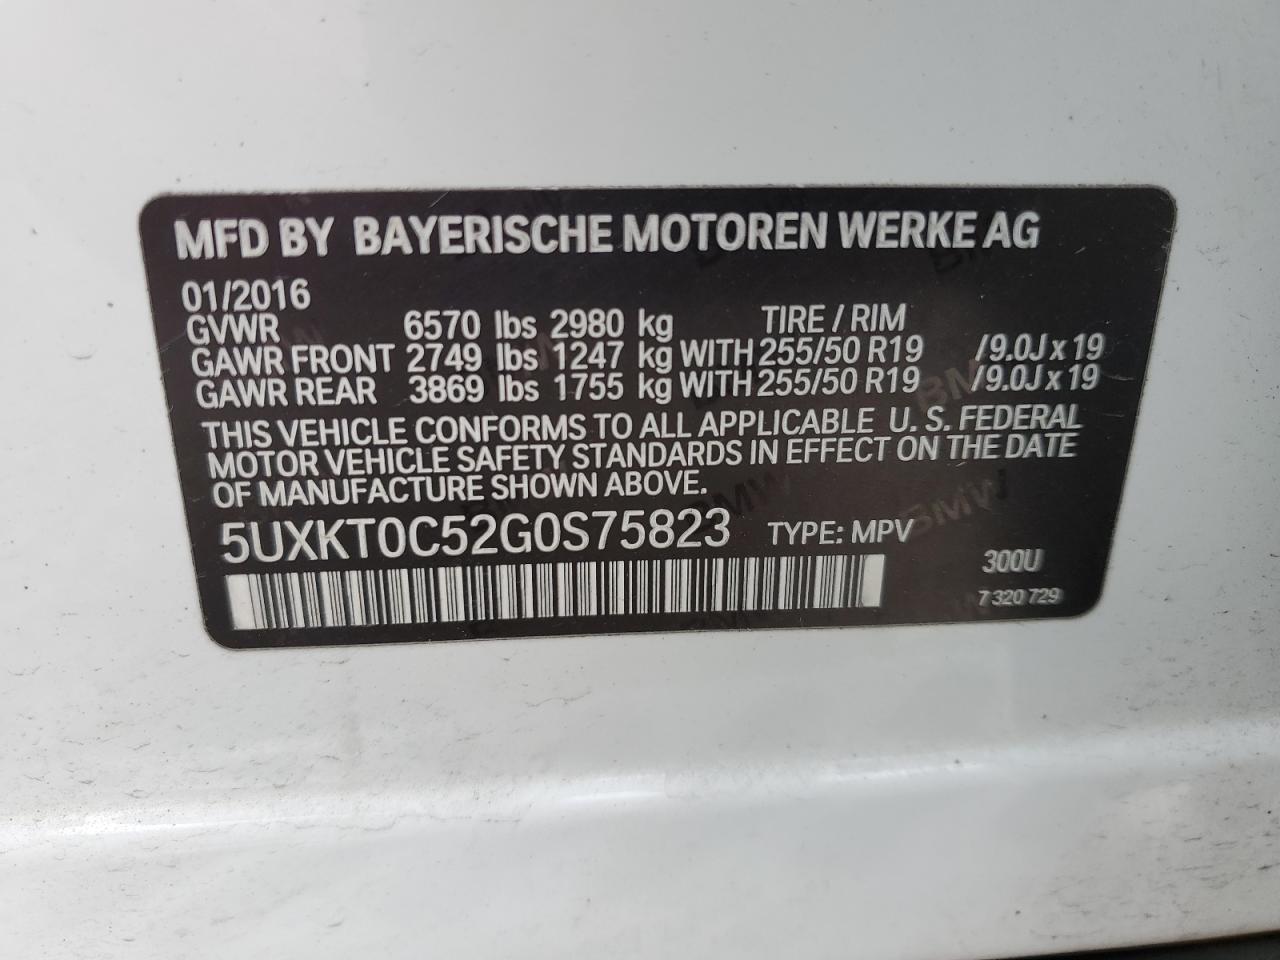 MFD BY BAYERISCHE MOTOREN WERKE AG
01/2016
GVWR 6570 lbs 2980 kg TIRE / RIM
GAWR FRONT 2749 lbs 1247 kg WITH 255/50 R19 /9.0J x 19
GAWR REAR 3869 lbs 1755 kg WITH 255/50 R19 /9.0J x 19
THIS VEHICLE CONFORMS TO ALL APPLICABLE U. S. FEDERAL
MOTOR VEHICLE SAFETY STANDARDS IN EFFECT ON THE DATE
OF MANUFACTURE SHOWN ABOVE.
5UXKT0C52G0S75823 TYPE: MPV
300U
7 320 729